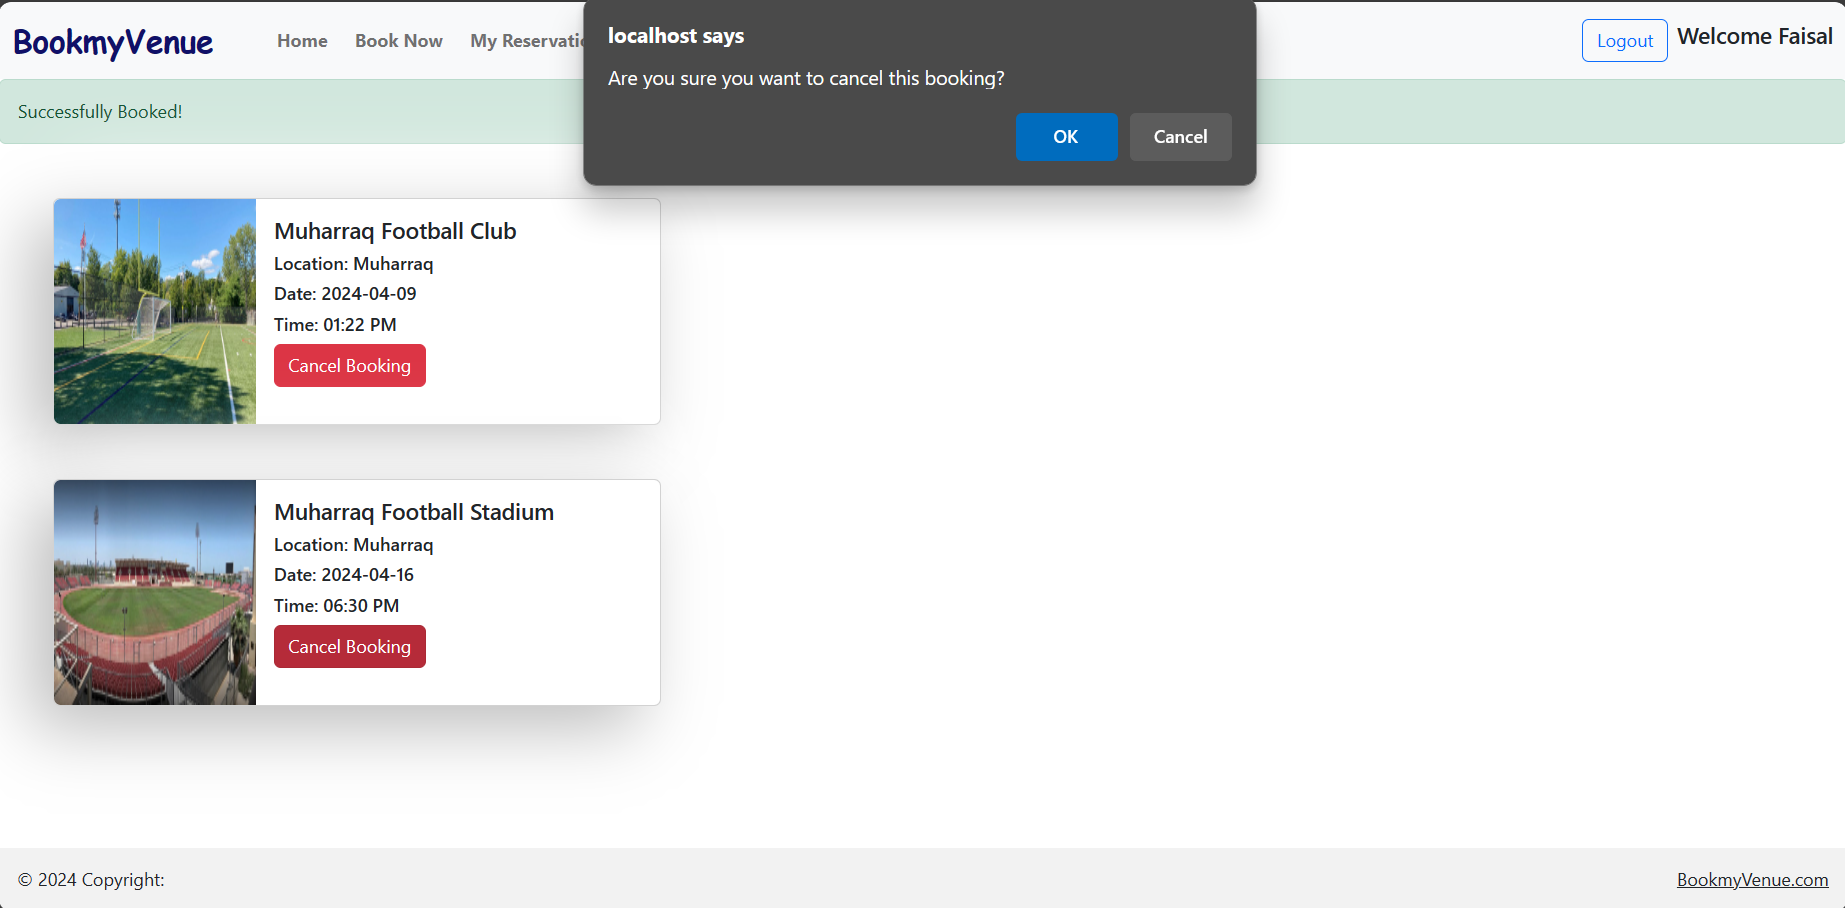 BookmyVenue
Home
Book Now
My Reservatio
localhost says
Are you sure you want to cancel this booking?
OK
Cancel
Logout
Welcome Faisal
Successfully Booked!
Muharraq Football Club
Location: Muharraq
Date: 2024-04-09
Time: 01:22 PM
Cancel Booking
Muharraq Football Stadium
Location: Muharraq
Date: 2024-04-16
Time: 06:30 PM
Cancel Booking
© 2024 Copyright:
BookmyVenue.com